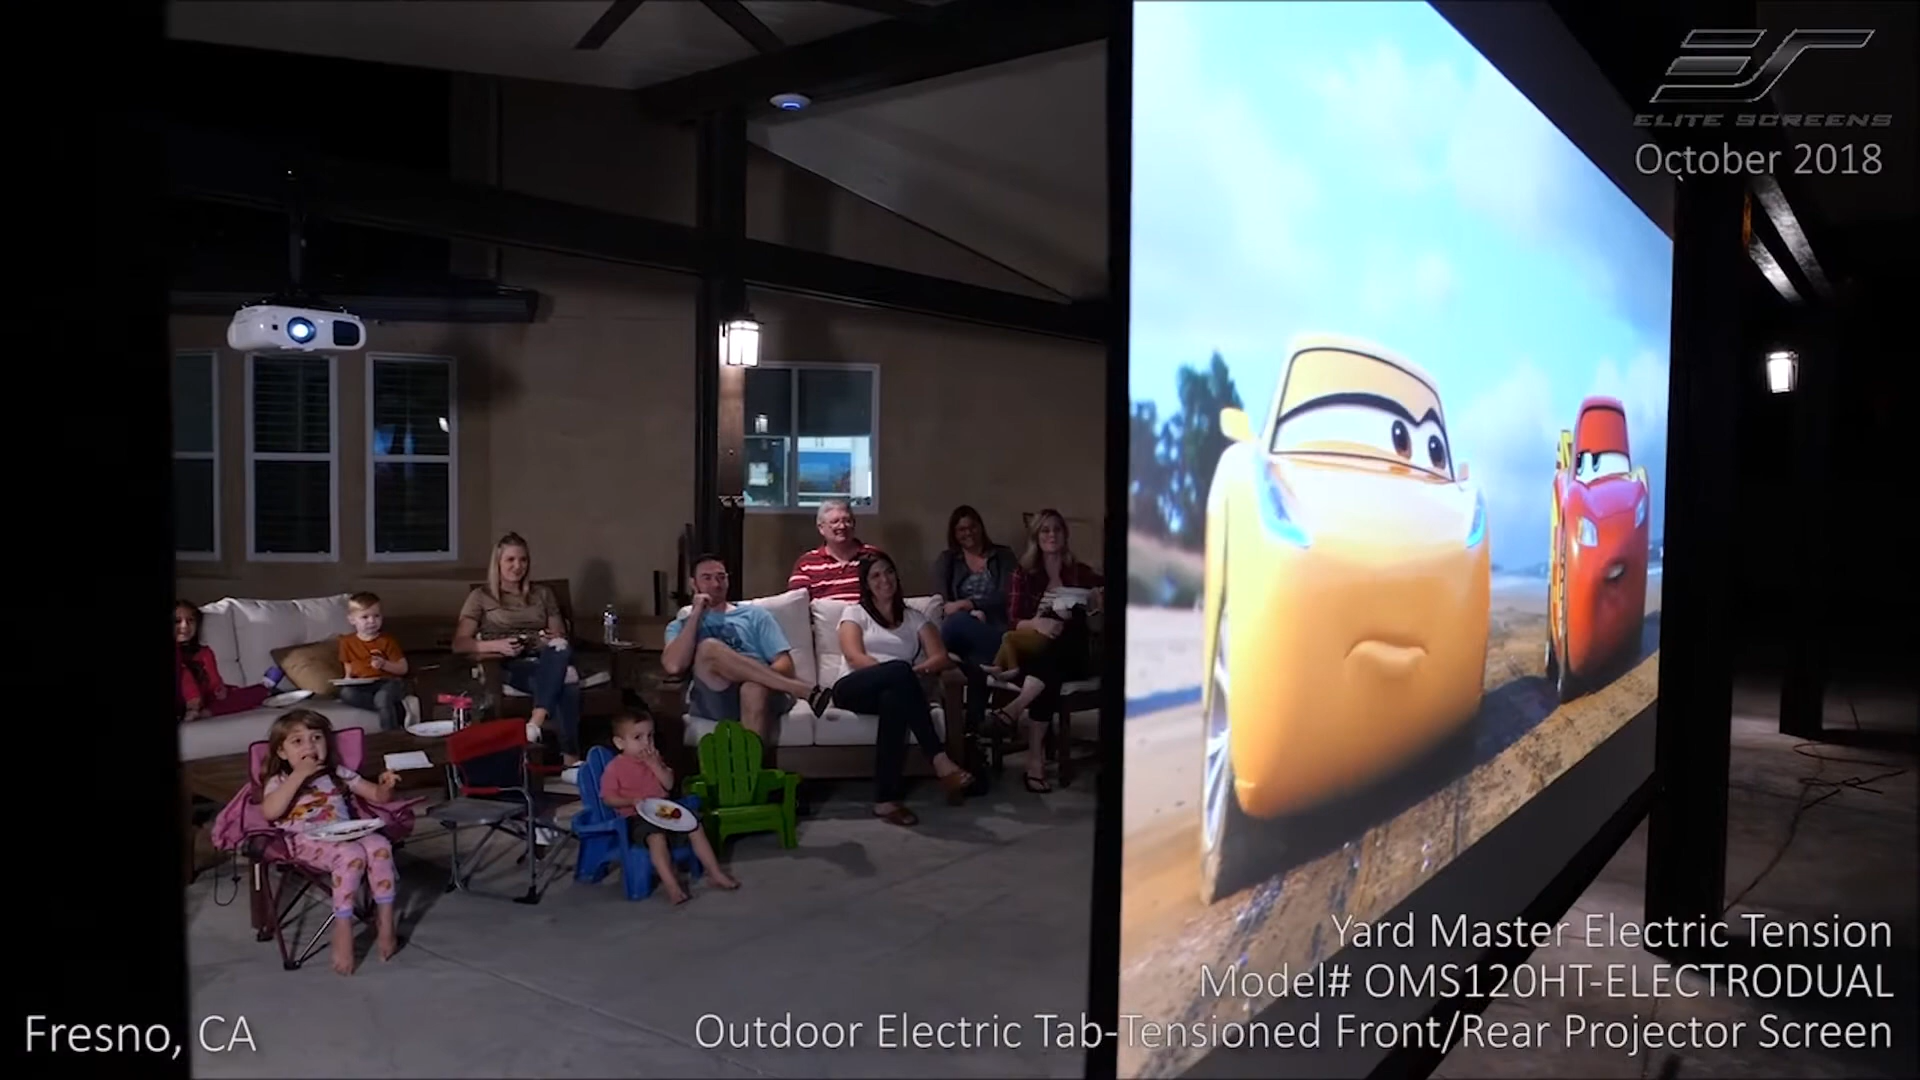 ELITE SCREENS
October 2018
Yard Master Electric Tension
Model# OMS120HT-ELECTRODUAL
Fresno, CA
Outdoor Electric Tab-Tensioned Front/Rear Projector Screen